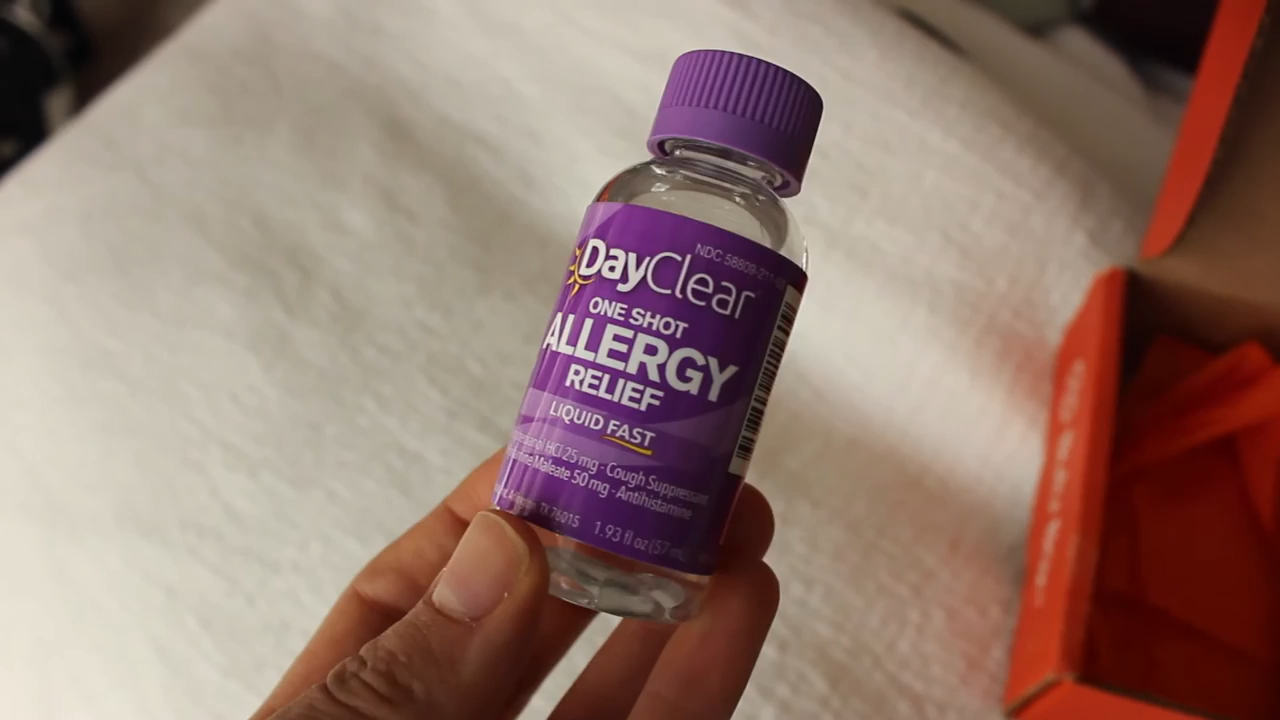 NDC 58809-211
DayClear
ONE SHOT
ALLERGY
RELIEF
LIQUID FAST
HCl 25 mg - Cough Suppressant
Maleate 50 mg - Antihistamine
TX 76015 1.93 fl oz (57 mL